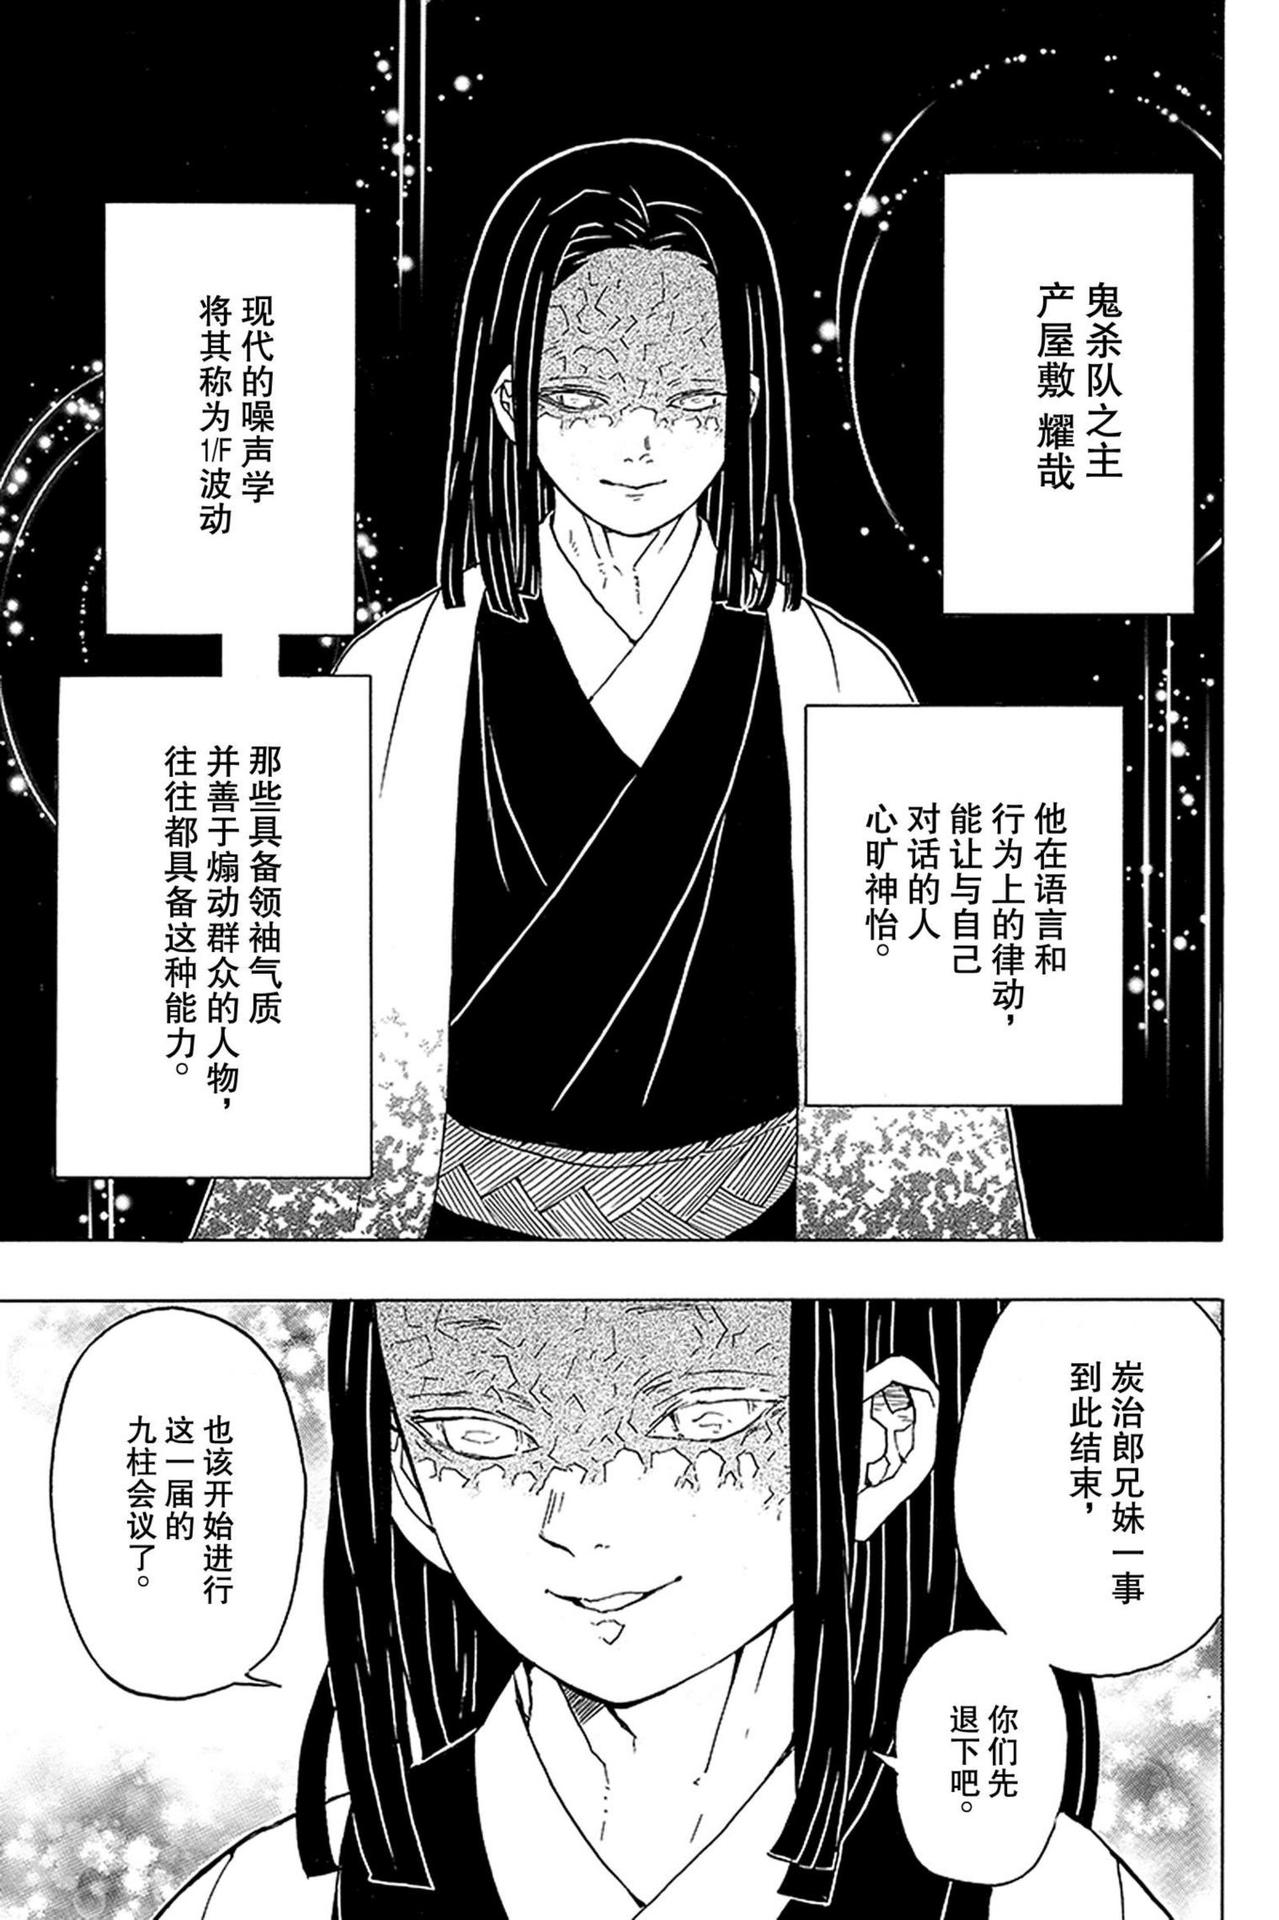 鬼杀队之主
产屋敷 耀哉
他在语言和
行为上的律动，
能让与自己
对话的人
心旷神怡。
现代的噪声学
将其称为1/F波动
那些具备领袖气质
并善于煽动群众的人物，
往往都具备这种能力。
炭治郎兄妹一事
到此结束，
你们先
退下吧。
也该开始进行
这一届的
九柱会议了。